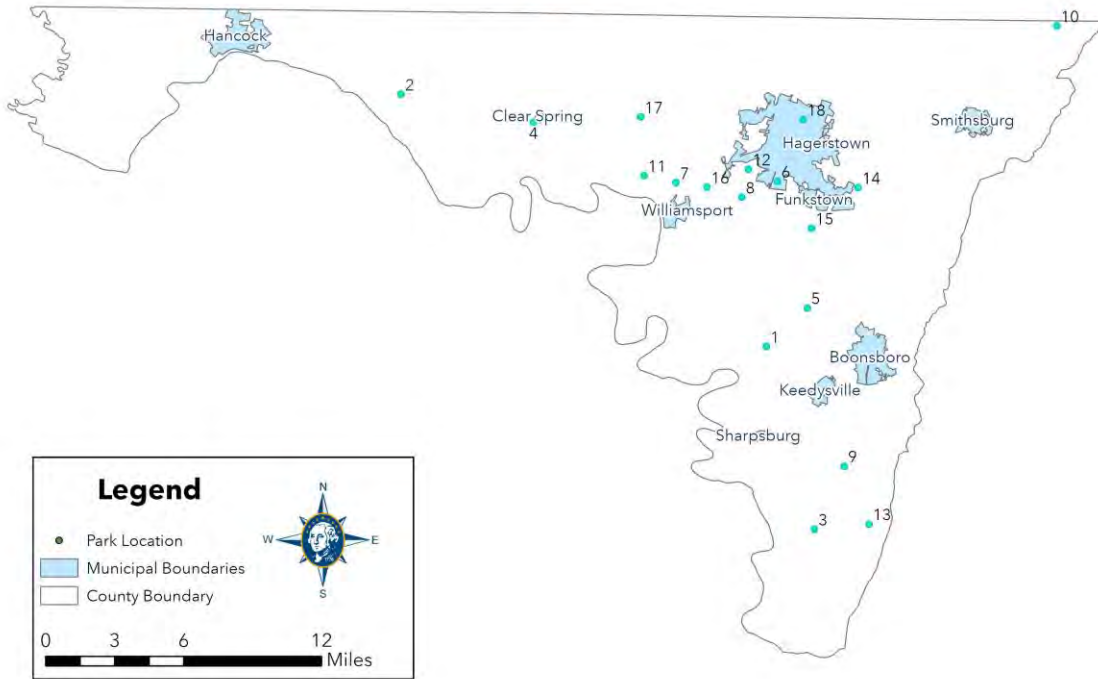 10
Hancock
2
17
Clear Spring
4
18
Smithsburg
Hagerstown
12
11
7
16
6
14
8
Funkstown
Williamsport
15
5
1
Boonsboro
Keedysville
Sharpsburg
9
3
13
Legend
N
W
E
S
Park Location
Municipal Boundaries
County Boundary
0 3 6 12
Miles